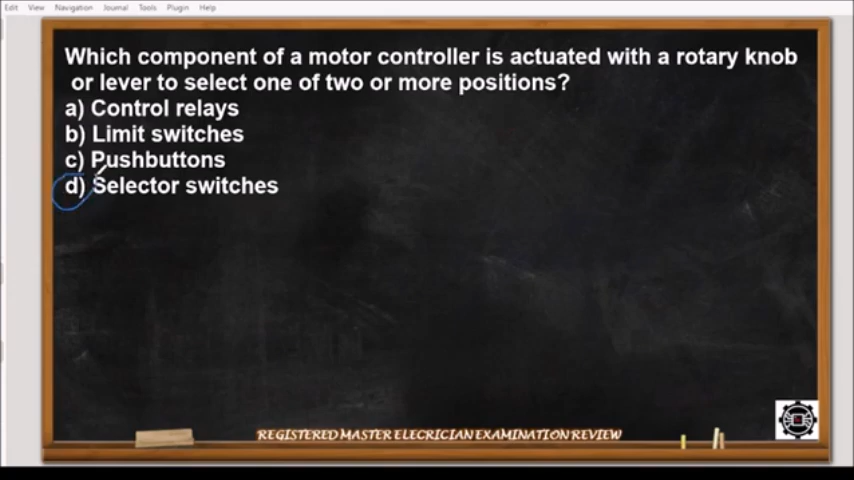 Edit View Navigation Journal Tools Plugin Help
Which component of a motor controller is actuated with a rotary knob
or lever to select one of two or more positions?
a) Control relays
b) Limit switches
c) Pushbuttons
d) Selector switches
REGISTERED MASTER ELECRICIAN EXAMINATION REVIEW